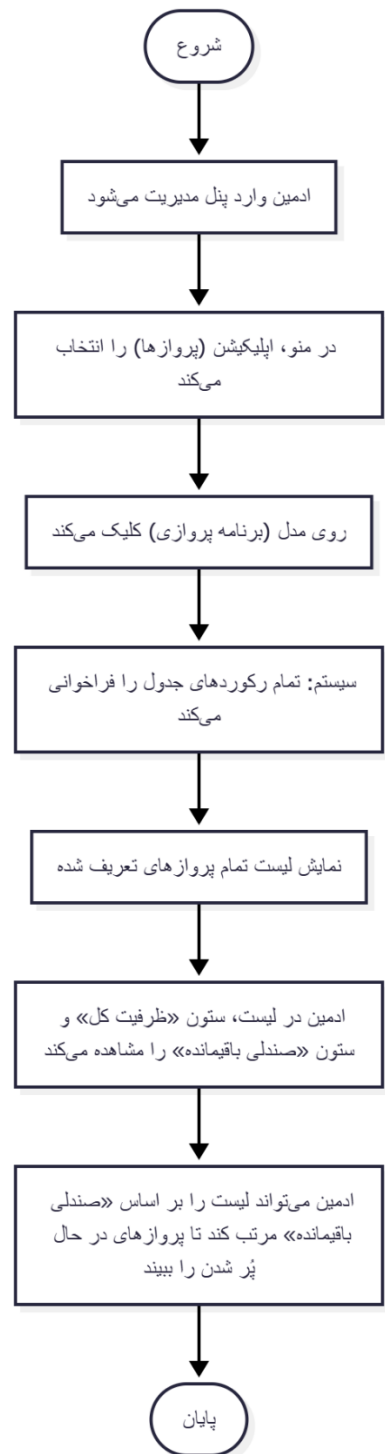 شروع
ادمین وارد پنل مدیریت می‌شود
در منو، اپلیکیشن (پروازها) را انتخاب
می‌کند
روی مدل (برنامه پروازی) کلیک می‌کند
سیستم: تمام رکوردهای جدول را فراخوانی
می‌کند
نمایش لیست تمام پروازهای تعریف شده
ادمین در لیست، ستون «ظرفیت کل» و
ستون «صندلی باقیمانده» را مشاهده می‌کند
ادمین می‌تواند لیست را بر اساس «صندلی
باقیمانده» مرتب کند تا پروازهای در حال
پُر شدن را ببیند
پایان